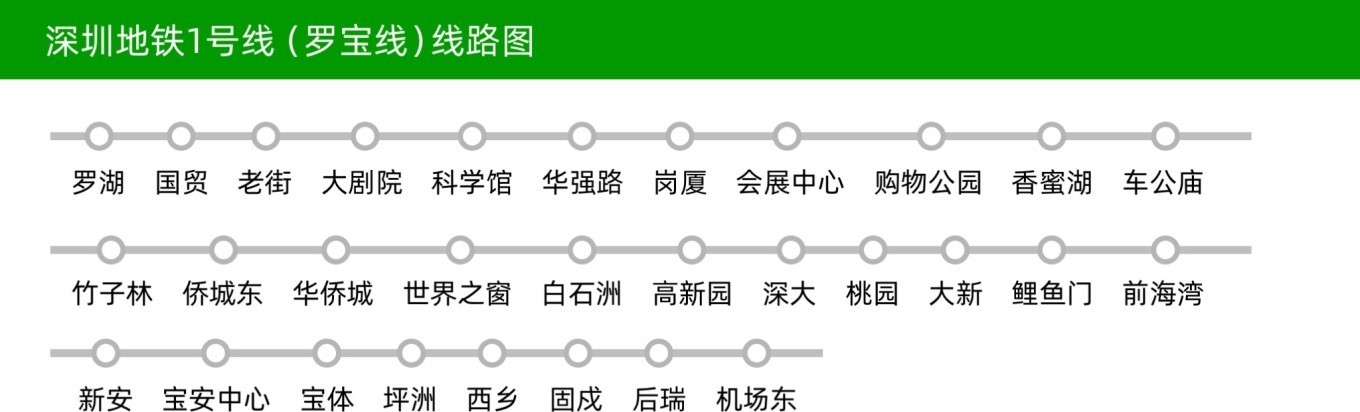 深圳地铁1号线(罗宝线)线路图
罗湖 国贸 老街 大剧院 科学馆 华强路 岗厦 会展中心 购物公园 香蜜湖 车公庙
竹子林 侨城东 华侨城 世界之窗 白石洲 高新园 深大 桃园 大新 鲤鱼门 前海湾
新安 宝安中心 宝体 坪洲 西乡 固戍 后瑞 机场东